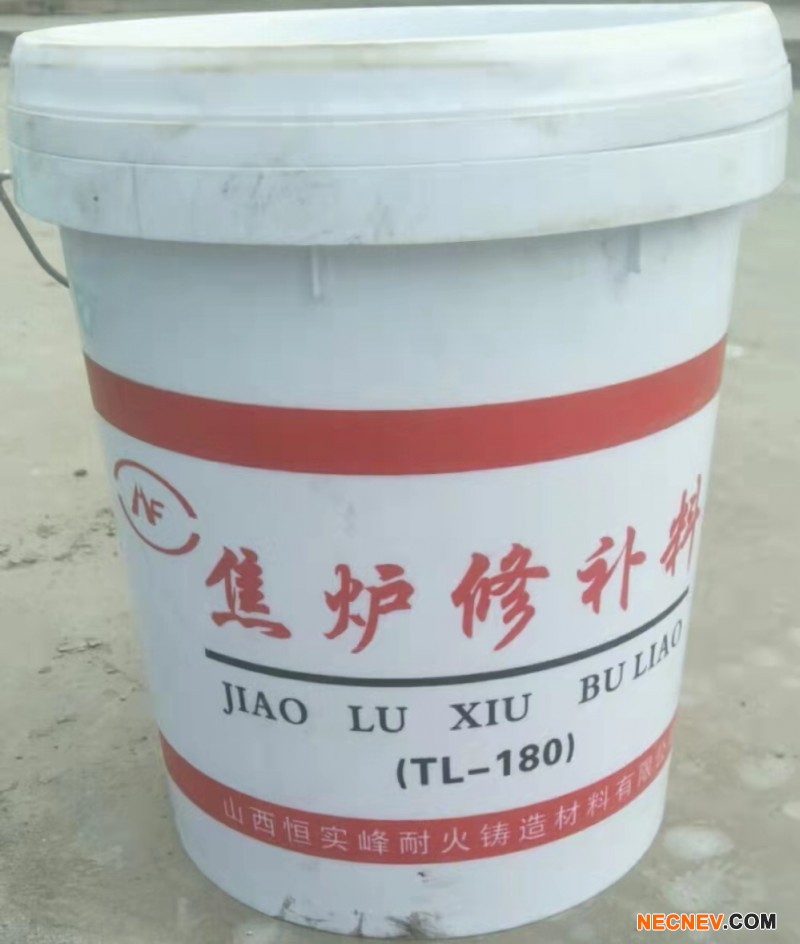 HF
焦炉修补料
JIAO LU XIU BU LIAO
(TL-180)
山西恒实峰耐火铸造材料有限公
NECNEV.COM